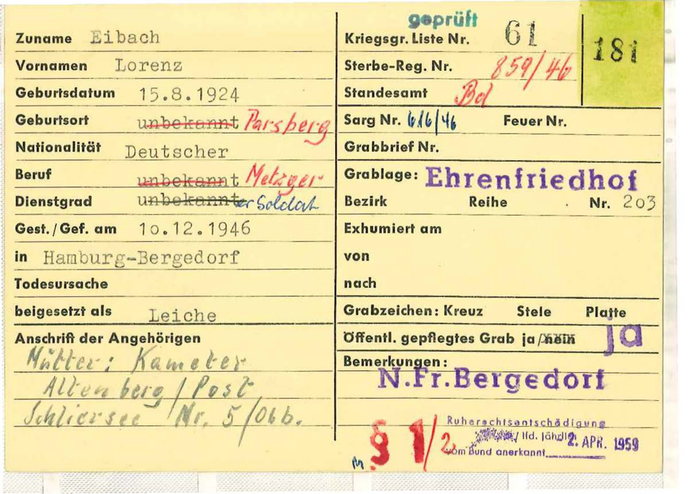 geprüft
181
Zuname Eibach
Vornamen Lorenz
Geburtsdatum 15.8.1924
Geburtsort unbekannt Parsberg
Nationalität Deutscher
Beruf unbekannt Metzger
Dienstgrad unbekannter Soldat
Gest./Gef. am 10.12.1946
in Hamburg-Bergedorf
Todesursache
beigesetzt als Leiche
Anschrift der Angehörigen
Mutter: Kameter
Altenberg/Post
Schliersee Nr. 5/Obb.
Kriegsgr. Liste Nr. 61
Sterbe-Reg. Nr. 859/46
Standesamt Bd
Sarg Nr. 616/46 Feuer Nr.
Grabbrief Nr.
Grablage: Ehrenfriedhof
Bezirk Reihe Nr. 203
Exhumiert am
von
nach
Grabzeichen: Kreuz Stele Platte
Öffentl. gepflegtes Grab ja/nein ja
Bemerkungen:
N.Fr.Bergedorf
Ruherechtsentschädigung
lfd. jährl. 2. APR. 1959
vom Bund anerkannt
§ 1/2